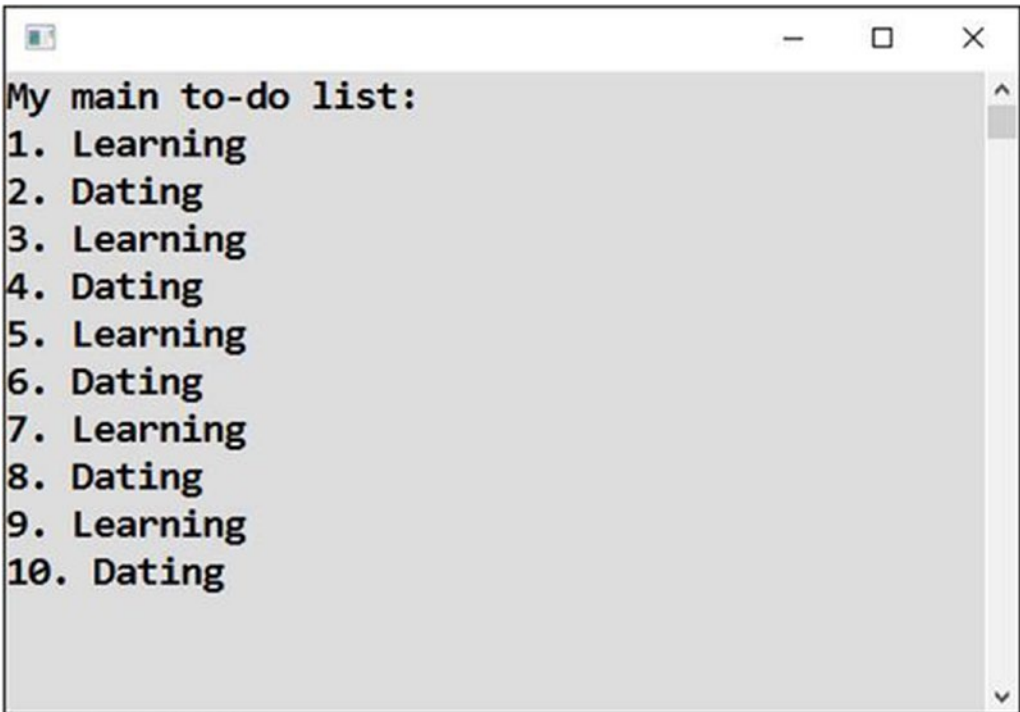 My main to-do list:
1. Learning
2. Dating
3. Learning
4. Dating
5. Learning
6. Dating
7. Learning
8. Dating
9. Learning
10. Dating